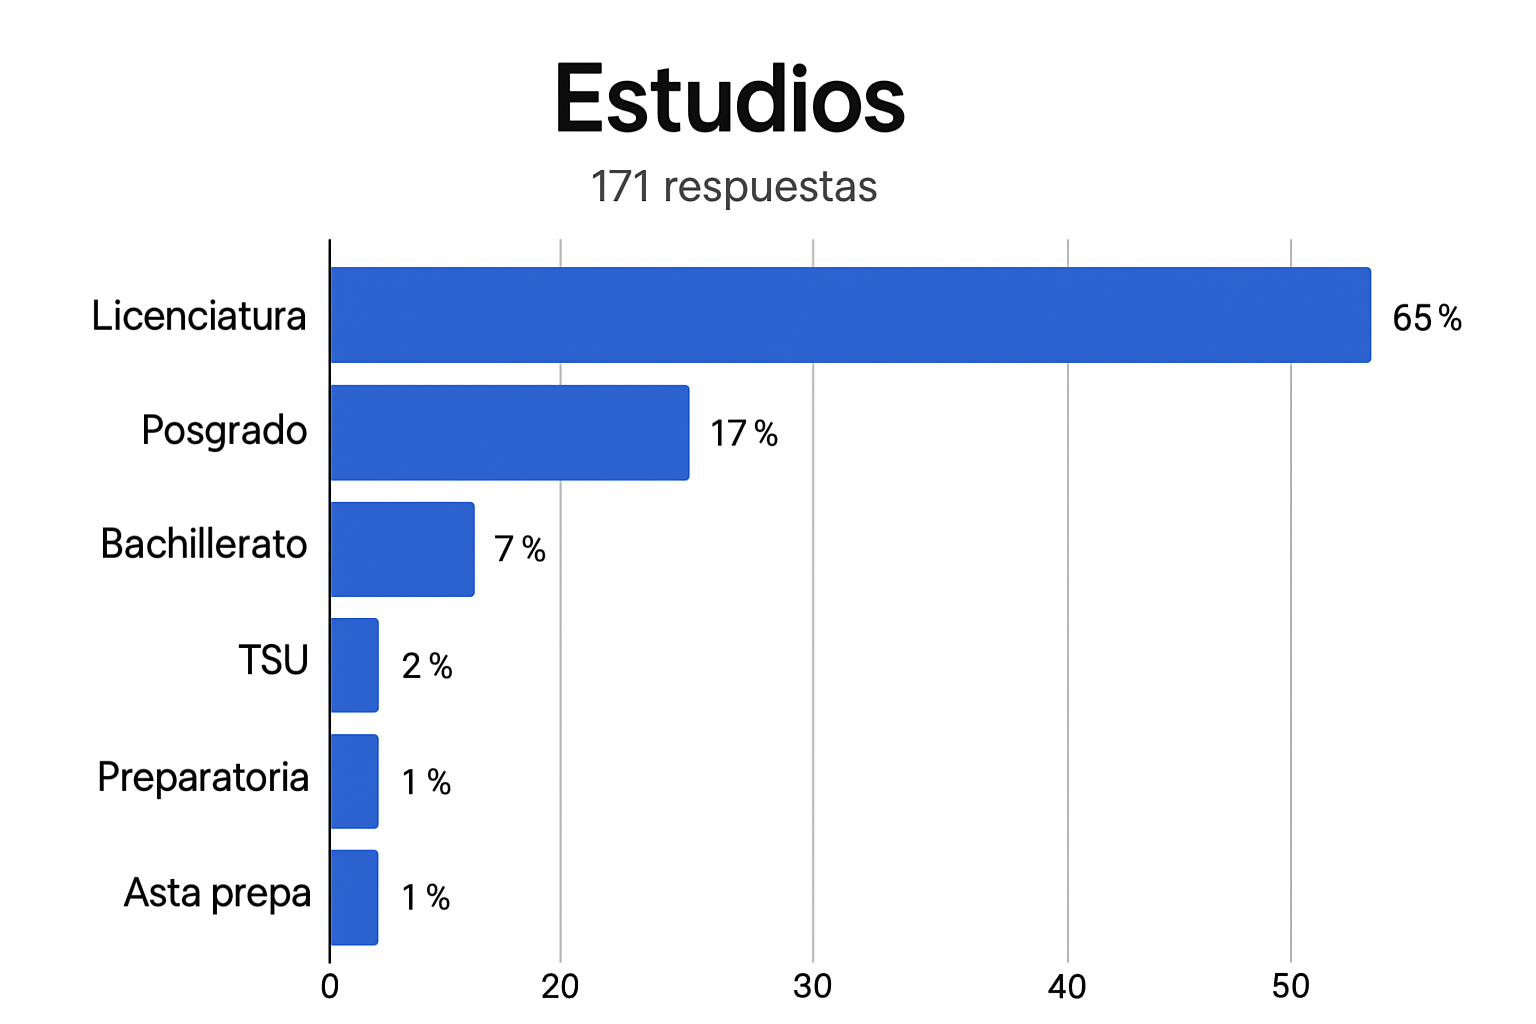 Estudios
171 respuestas
Licenciatura 65 %
Posgrado 17 %
Bachillerato 7 %
TSU 2 %
Preparatoria 1 %
Asta prepa 1 %
0 20 30 40 50